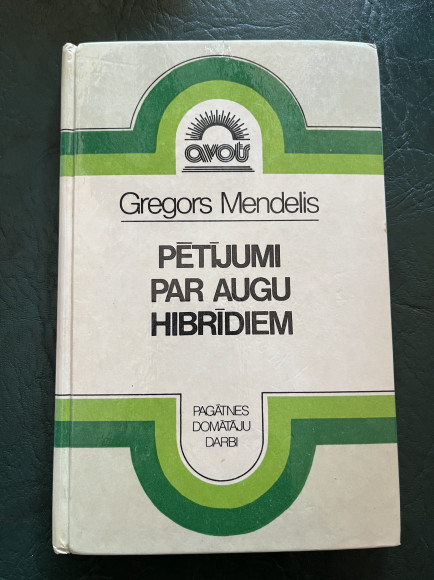 avots
Gregors Mendelis
PĒTĪJUMI
PAR AUGU
HIBRĪDIEM
PAGĀTNES
DOMĀTĀJU
DARBI